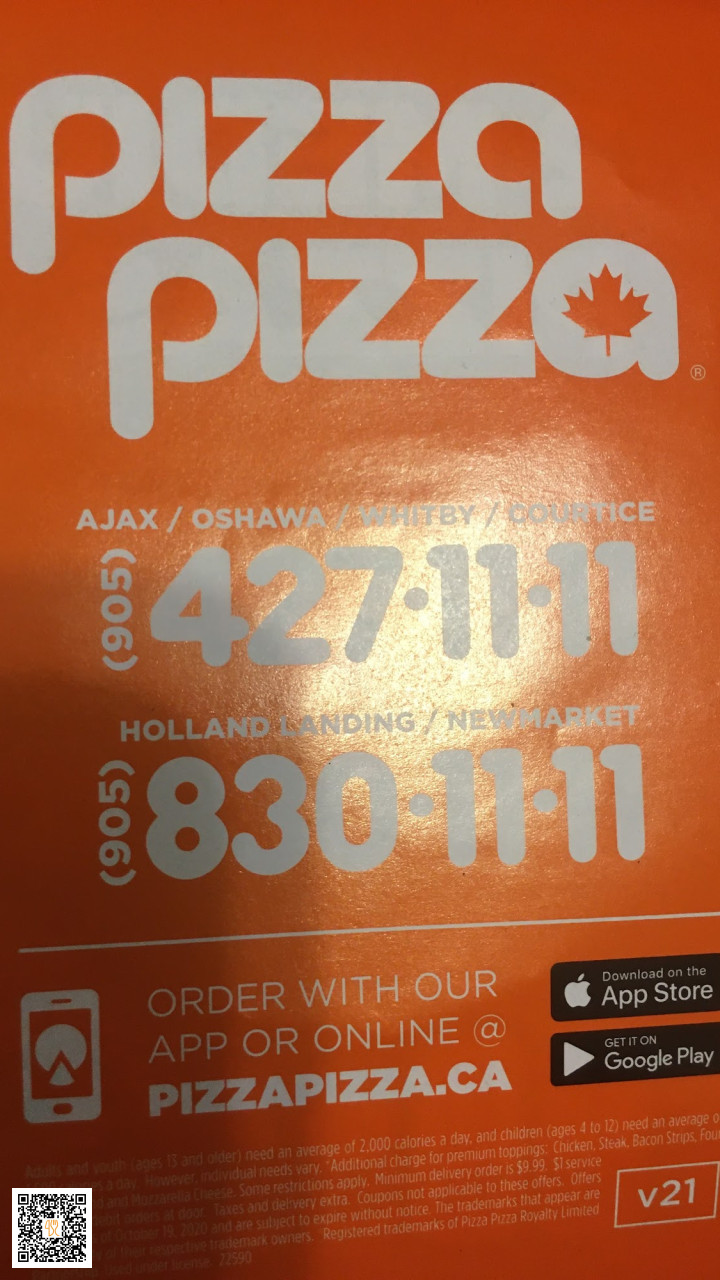 pizza
pizza
®
AJAX / OSHAWA / WHITBY / COURTICE
(905) 427·11·11
HOLLAND LANDING / NEWMARKET
(905) 830·11·11
ORDER WITH OUR
APP OR ONLINE @
PIZZAPIZZA.CA
Download on the
App Store
GET IT ON
Google Play
Adults and youth (ages 13 and older) need an average of 2,000 calories a day, and children (ages 4 to 12) need an average
a day. However, individual needs vary. *Additional charge for premium toppings: Chicken, Steak, Bacon Strips,
and Mozzarella Cheese. Some restrictions apply. Minimum delivery order is $9.99. $1 service
at door. Taxes and delivery extra. Coupons not applicable to these offers. Offers
October 19, 2020 and are subject to expire without notice. The trademarks that appear are
of their respective trademark owners. ®Registered trademarks of Pizza Pizza Royalty Limited
under license. 22590
v21